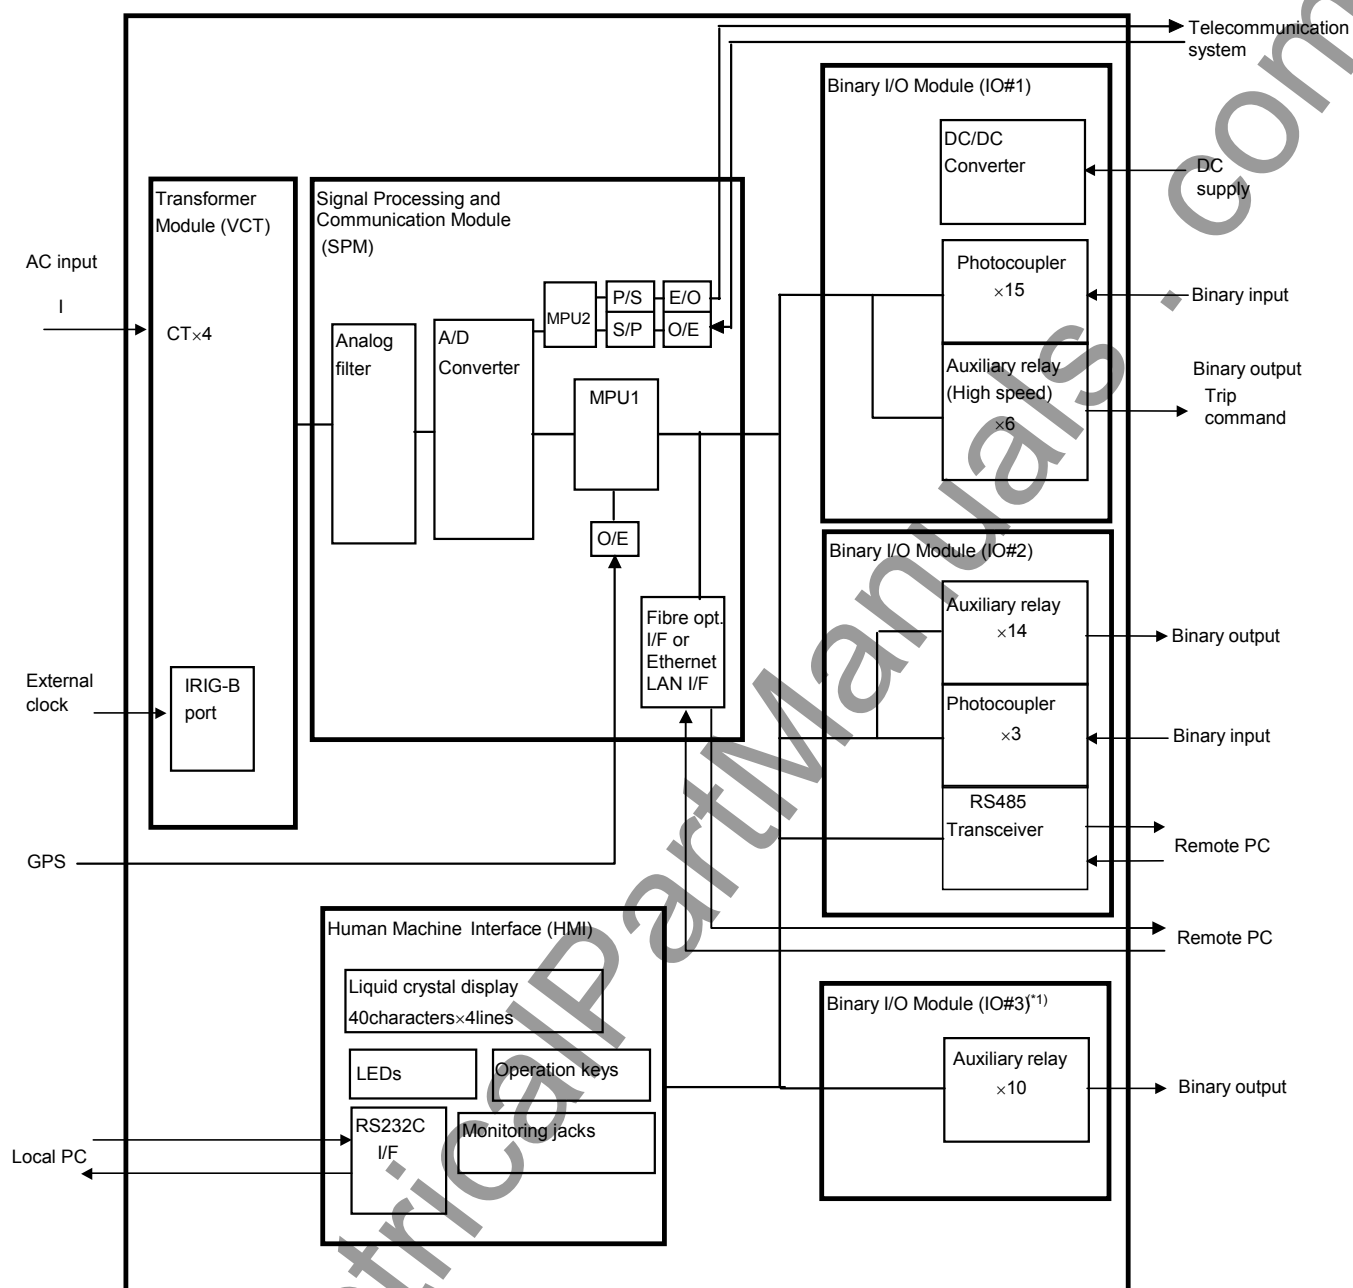 Telecommunication
system
Binary I/O Module (IO#1)
DC/DC
Converter
DC
supply
Transformer
Module (VCT)
Signal Processing and
Communication Module
(SPM)
AC input
I
CT×4
Photocoupler
×15
Binary input
P/S
E/O
MPU2
S/P
O/E
Analog
filter
A/D
Converter
Auxiliary relay
(High speed)
×6
Binary output
Trip
command
MPU1
O/E
Binary I/O Module (IO#2)
Fibre opt.
I/F or
Ethernet
LAN I/F
Auxiliary relay
×14
Binary output
External
clock
IRIG-B
port
Photocoupler
×3
Binary input
RS485
Transceiver
Remote PC
GPS
Human Machine Interface (HMI)
Remote PC
Liquid crystal display
40characters×4lines
Binary I/O Module (IO#3)(*1)
LEDs
Operation keys
Auxiliary relay
×10
Binary output
RS232C
I/F
Monitoring jacks
Local PC
tricalPartManuals . com